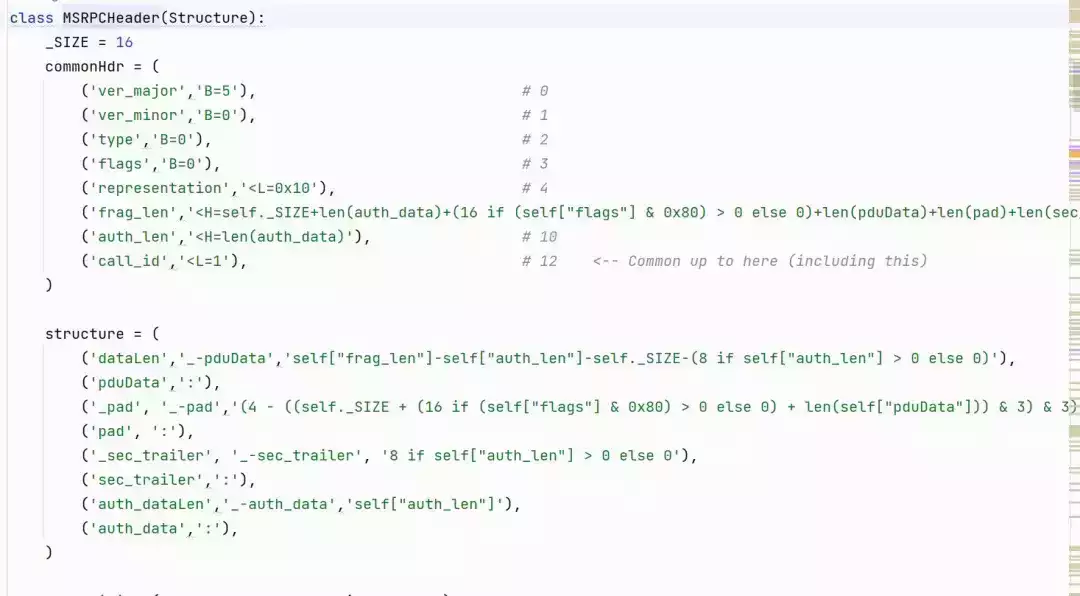 class MSRPCHeader(Structure):
    _SIZE = 16
    commonHdr = (
        ('ver_major','B=5'),                              # 0
        ('ver_minor','B=0'),                              # 1
        ('type','B=0'),                                   # 2
        ('flags','B=0'),                                  # 3
        ('representation','<L=0x10'),                     # 4
        ('frag_len','<H=self._SIZE+len(auth_data)+(16 if (self["flags"] & 0x80) > 0 else 0)+len(pduData)+len(pad)+len(sec
        ('auth_len','<H=len(auth_data)'),                 # 10
        ('call_id','<L=1'),                               # 12    <-- Common up to here (including this)
    )

    structure = (
        ('dataLen','_-pduData','self["frag_len"]-self["auth_len"]-self._SIZE-(8 if self["auth_len"] > 0 else 0)'),
        ('pduData',':'),
        ('_pad', '_-pad','(4 - ((self._SIZE + (16 if (self["flags"] & 0x80) > 0 else 0) + len(self["pduData"])) & 3) & 3)
        ('pad', ':'),
        ('_sec_trailer', '_-sec_trailer', '8 if self["auth_len"] > 0 else 0'),
        ('sec_trailer',':'),
        ('auth_dataLen','_-auth_data','self["auth_len"]'),
        ('auth_data',':'),
    )